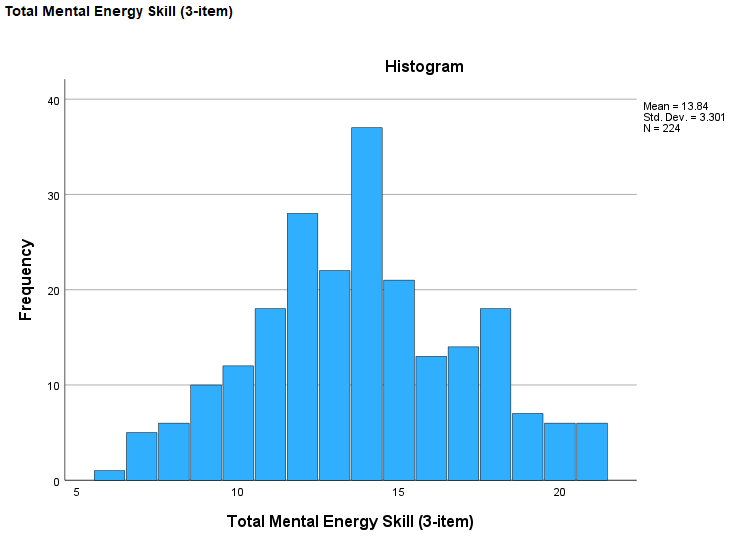 Total Mental Energy Skill (3-item)
Histogram
Mean = 13.84
Std. Dev. = 3.301
N = 224
40
30
20
10
0
Frequency
5
10
15
20
Total Mental Energy Skill (3-item)